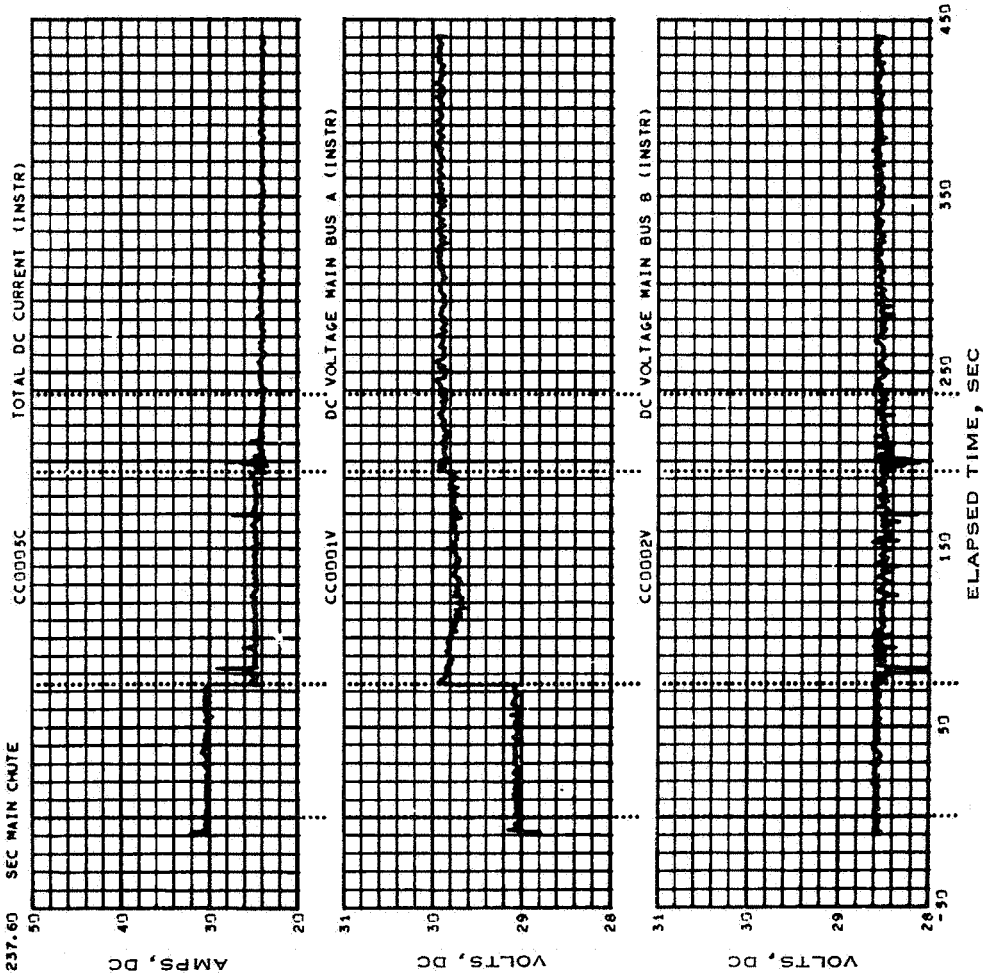 237.60 SEC MAIN CHUTE
CC0005C TOTAL DC CURRENT (INSTR)
50
40
30
20
AMPS, DC
CC0001V DC VOLTAGE MAIN BUS A (INSTR)
31
30
29
28
VOLTS, DC
CC0002V DC VOLTAGE MAIN BUS B (INSTR)
31
30
29
28
VOLTS, DC
-50 50 150 250 350 450
ELAPSED TIME, SEC